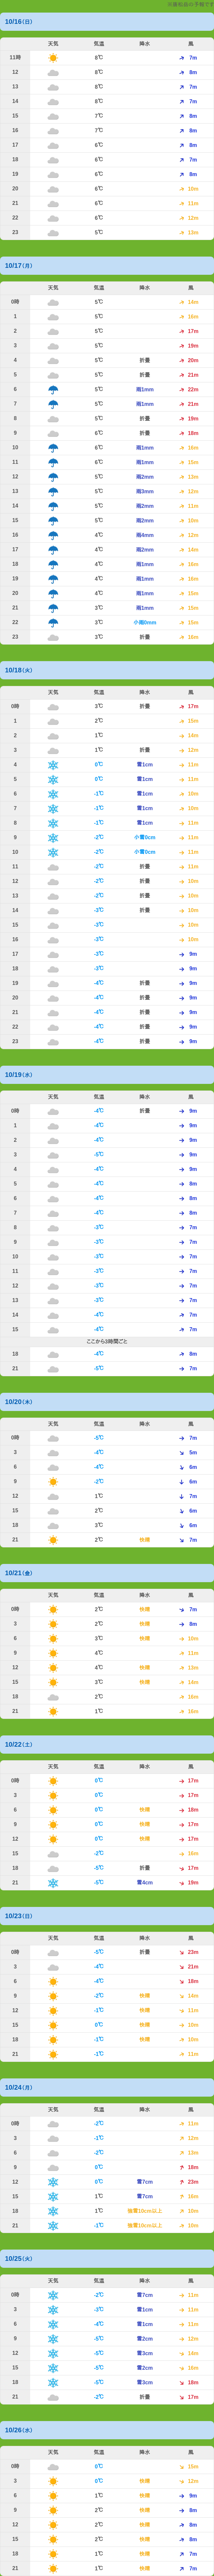 ※最新版の予報です
10/16(日)
天気 気温 降水 風
11時 8℃ 7m
12 8℃ 8m
13 8℃ 7m
14 8℃ 7m
15 7℃ 8m
16 7℃ 8m
17 6℃ 8m
18 6℃ 7m
19 6℃ 8m
20 6℃ 10m
21 6℃ 11m
22 6℃ 12m
23 5℃ 13m
10/17(月)
天気 気温 降水 風
0時 5℃ 14m
1 5℃ 16m
2 5℃ 17m
3 5℃ 19m
4 5℃ 折曇 20m
5 5℃ 折曇 21m
6 5℃ 雨1mm 22m
7 5℃ 雨1mm 21m
8 5℃ 折曇 19m
9 6℃ 折曇 18m
10 6℃ 雨1mm 16m
11 6℃ 雨1mm 15m
12 5℃ 雨2mm 13m
13 5℃ 雨3mm 12m
14 5℃ 雨2mm 11m
15 5℃ 雨2mm 10m
16 4℃ 雨4mm 12m
17 4℃ 雨2mm 14m
18 4℃ 雨1mm 16m
19 4℃ 雨1mm 16m
20 4℃ 雨1mm 15m
21 3℃ 雨1mm 15m
22 3℃ 小雨0mm 15m
23 3℃ 折曇 16m
10/18(火)
天気 気温 降水 風
0時 3℃ 折曇 17m
1 2℃ 15m
2 1℃ 14m
3 1℃ 折曇 12m
4 0℃ 雪1cm 11m
5 0℃ 雪1cm 11m
6 -1℃ 雪1cm 10m
7 -1℃ 雪1cm 10m
8 -1℃ 雪1cm 11m
9 -2℃ 小雪0cm 11m
10 -2℃ 小雪0cm 11m
11 -2℃ 折曇 11m
12 -2℃ 折曇 10m
13 -2℃ 折曇 10m
14 -3℃ 折曇 10m
15 -3℃ 10m
16 -3℃ 10m
17 -3℃ 9m
18 -3℃ 9m
19 -4℃ 折曇 9m
20 -4℃ 折曇 9m
21 -4℃ 折曇 9m
22 -4℃ 折曇 9m
23 -4℃ 折曇 9m
10/19(水)
天気 気温 降水 風
0時 -4℃ 折曇 9m
1 -4℃ 9m
2 -4℃ 9m
3 -5℃ 9m
4 -4℃ 9m
5 -4℃ 8m
6 -4℃ 8m
7 -4℃ 8m
8 -3℃ 7m
9 -3℃ 7m
10 -3℃ 7m
11 -3℃ 7m
12 -3℃ 7m
13 -3℃ 7m
14 -4℃ 7m
15 -4℃ 7m
ここから3時間ごと
18 -4℃ 8m
21 -5℃ 7m
10/20(木)
天気 気温 降水 風
0時 -5℃ 7m
3 -4℃ 5m
6 -4℃ 6m
9 -2℃ 6m
12 1℃ 7m
15 2℃ 6m
18 3℃ 6m
21 2℃ 快晴 7m
10/21(金)
天気 気温 降水 風
0時 2℃ 快晴 7m
3 2℃ 快晴 8m
6 3℃ 快晴 10m
9 4℃ 11m
12 4℃ 快晴 13m
15 3℃ 快晴 14m
18 2℃ 16m
21 1℃ 16m
10/22(土)
天気 気温 降水 風
0時 0℃ 17m
3 0℃ 17m
6 0℃ 快晴 18m
9 0℃ 快晴 17m
12 0℃ 快晴 17m
15 -2℃ 16m
18 -5℃ 折曇 17m
21 -5℃ 雪4cm 19m
10/23(日)
天気 気温 降水 風
0時 -5℃ 折曇 23m
3 -4℃ 21m
6 -4℃ 18m
9 -2℃ 快晴 14m
12 -1℃ 快晴 11m
15 0℃ 快晴 10m
18 -1℃ 快晴 10m
21 -1℃ 11m
10/24(月)
天気 気温 降水 風
0時 -2℃ 11m
3 -1℃ 12m
6 -2℃ 13m
9 0℃ 18m
12 0℃ 雪7cm 23m
15 1℃ 雪7cm 16m
18 1℃ 強雪10cm以上 10m
21 -1℃ 強雪10cm以上 10m
10/25(火)
天気 気温 降水 風
0時 -2℃ 雪7cm 11m
3 -3℃ 雪1cm 11m
6 -4℃ 雪1cm 11m
9 -5℃ 雪2cm 12m
12 -5℃ 雪3cm 14m
15 -5℃ 雪2cm 16m
18 -5℃ 雪3cm 18m
21 -2℃ 折曇 17m
10/26(水)
天気 気温 降水 風
0時 0℃ 15m
3 0℃ 快晴 12m
6 1℃ 快晴 9m
9 2℃ 快晴 8m
12 2℃ 快晴 8m
15 2℃ 快晴 8m
18 1℃ 快晴 7m
21 1℃ 快晴 7m